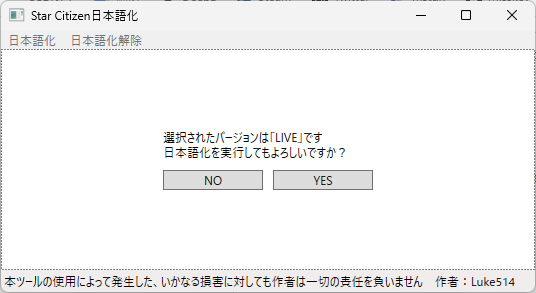 Star Citizen日本語化
日本語化　日本語化解除
選択されたバージョンは「LIVE」です
日本語化を実行してもよろしいですか？
NO　YES
本ツールの使用によって発生した、いかなる損害に対しても作者は一切の責任を負いません　作者：Luke514